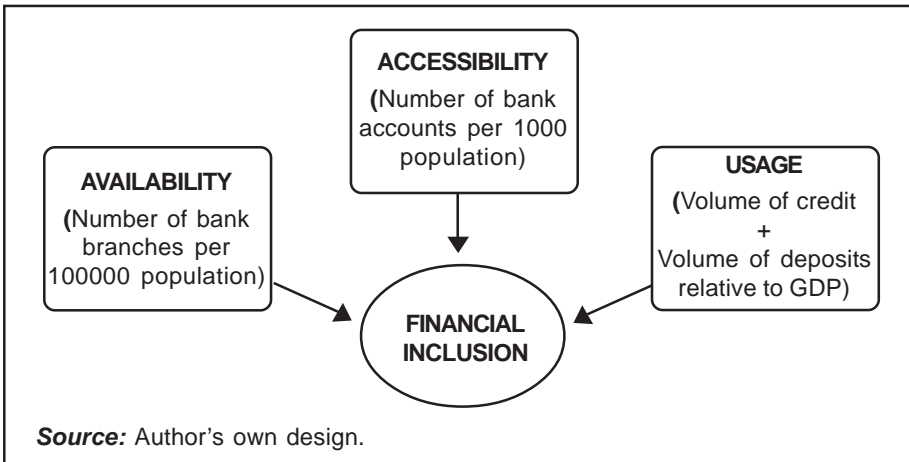 ACCESSIBILITY
(Number of bank
accounts per 1000
population)
AVAILABILITY
(Number of bank
branches per
100000 population)
USAGE
(Volume of credit
+
Volume of deposits
relative to GDP)
FINANCIAL
INCLUSION
Source: Author's own design.